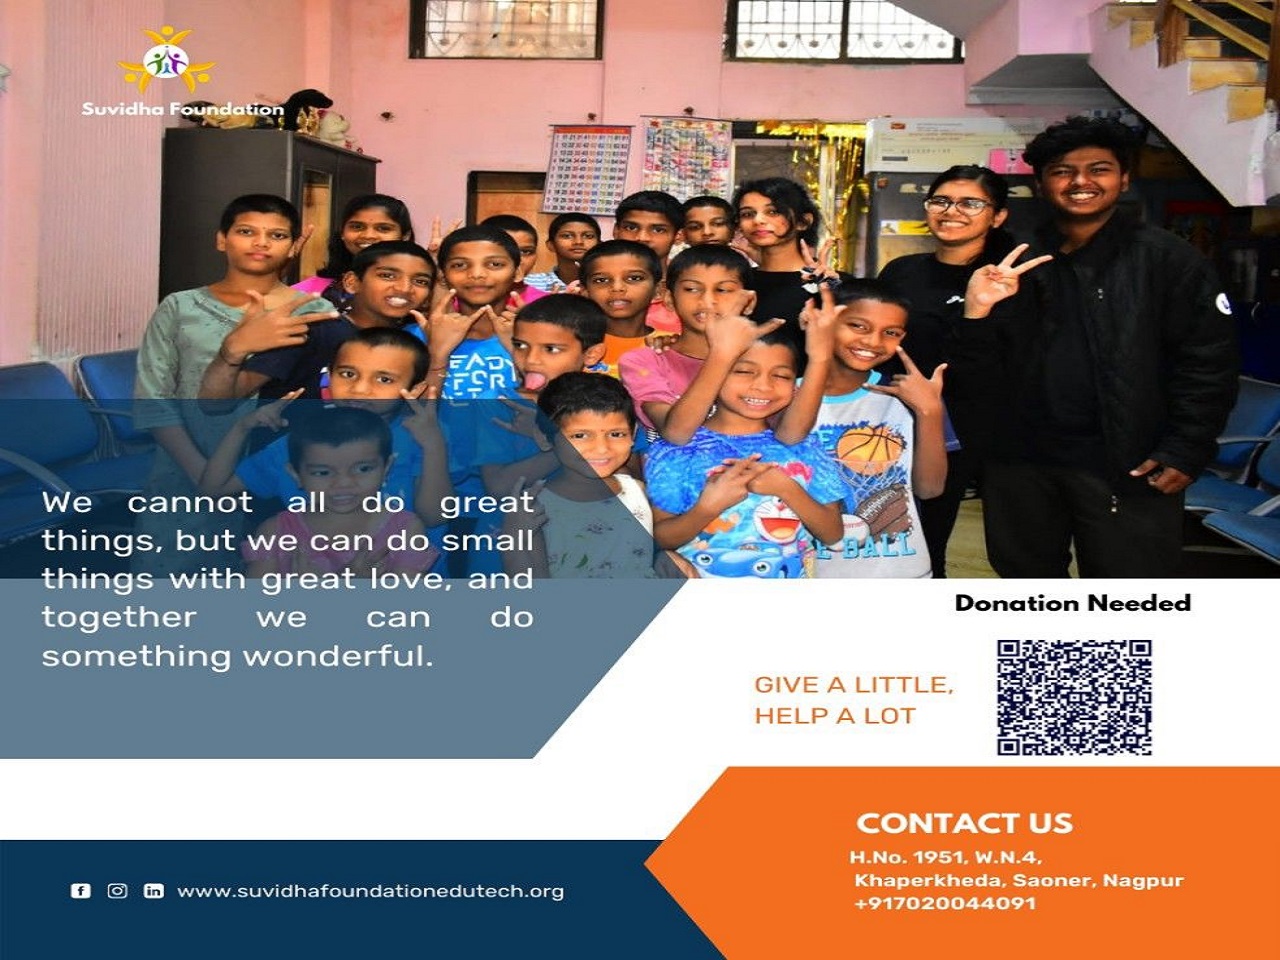 Suvidha Foundation
We cannot all do great
things, but we can do small
things with great love, and
together we can do
something wonderful.
Donation Needed
GIVE A LITTLE,
HELP A LOT
CONTACT US
H.No. 1951, W.N.4,
Khaperkheda, Saoner, Nagpur
+917020044091
www.suvidhafoundationedutech.org